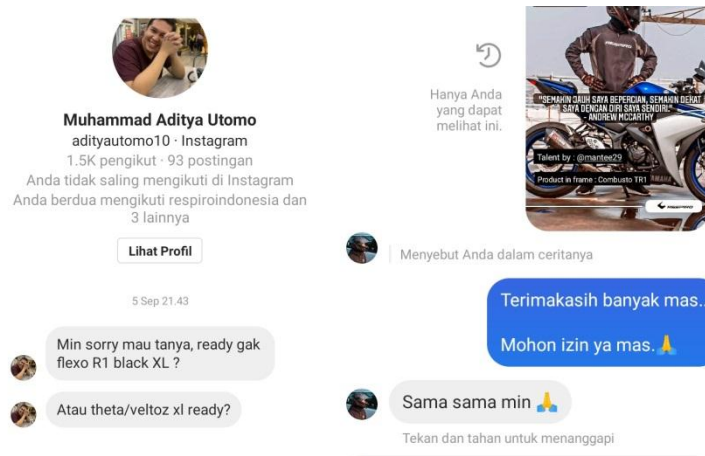 Muhammad Aditya Utomo
adityautomo10 · Instagram
1.5K pengikut · 93 postingan
Anda tidak saling mengikuti di Instagram
Anda berdua mengikuti respiroindonesia dan
3 lainnya
Lihat Profil
5 Sep 21.43
Min sorry mau tanya, ready gak
flexo R1 black XL ?
Atau theta/veltoz xl ready?
Hanya Anda
yang dapat
melihat ini.
"SEMAKIN JAUH SAYA BEPERGIAN, SEMAKIN DEKAT
SAYA DENGAN DIRI SAYA SENDIRI."
- ANDREW MCCARTHY
Talent by : @mantee29
Product in frame : Combusto TR1
YAMAHA
RESPIRO
Menyebut Anda dalam ceritanya
Terimakasih banyak mas..
Mohon izin ya mas.🙏
Sama sama min 🙏
Tekan dan tahan untuk menanggapi